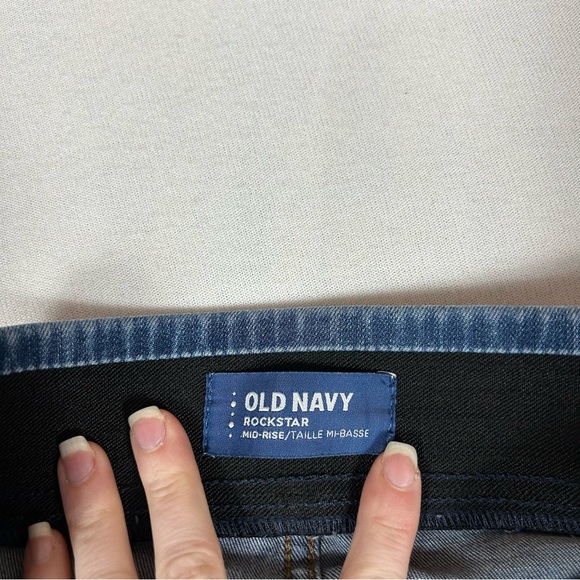 OLD NAVY
ROCKSTAR
MID-RISE/TAILLE MI-BASSE